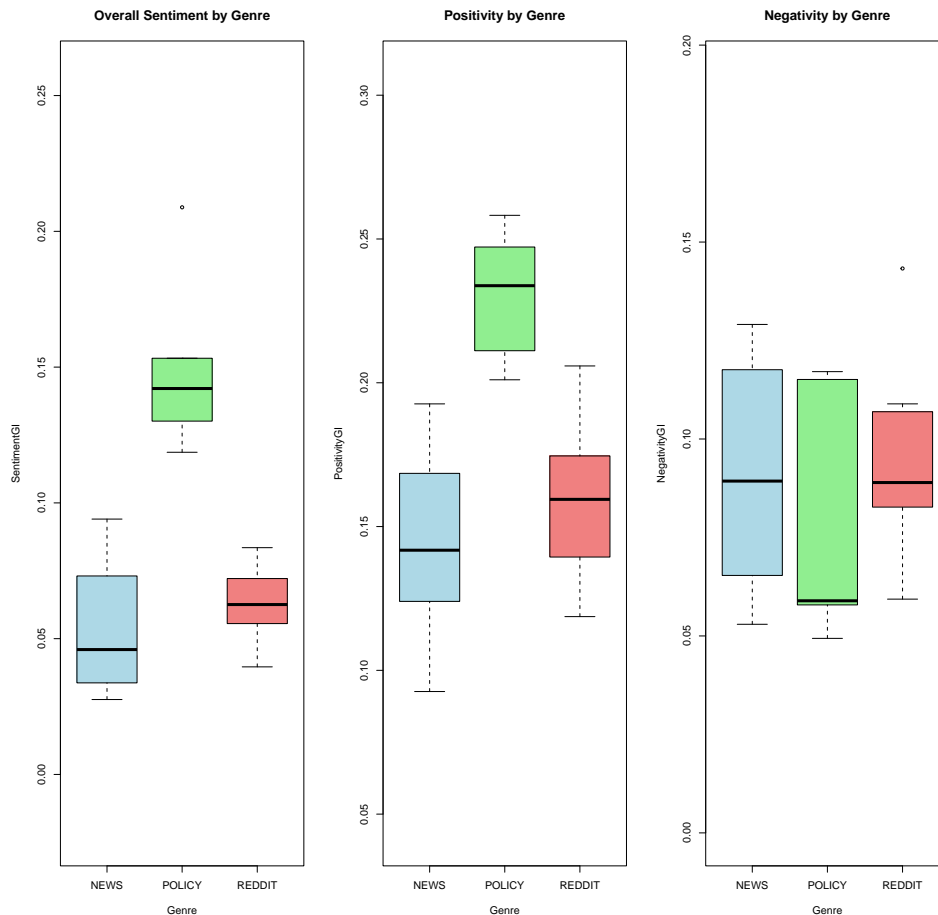 Overall Sentiment by Genre
SentimentGI
0.25
0.20
0.15
0.10
0.05
0.00
NEWS POLICY REDDIT
Genre
Positivity by Genre
PositivityGI
0.30
0.25
0.20
0.15
0.10
0.05
NEWS POLICY REDDIT
Genre
Negativity by Genre
NegativityGI
0.20
0.15
0.10
0.05
0.00
NEWS POLICY REDDIT
Genre